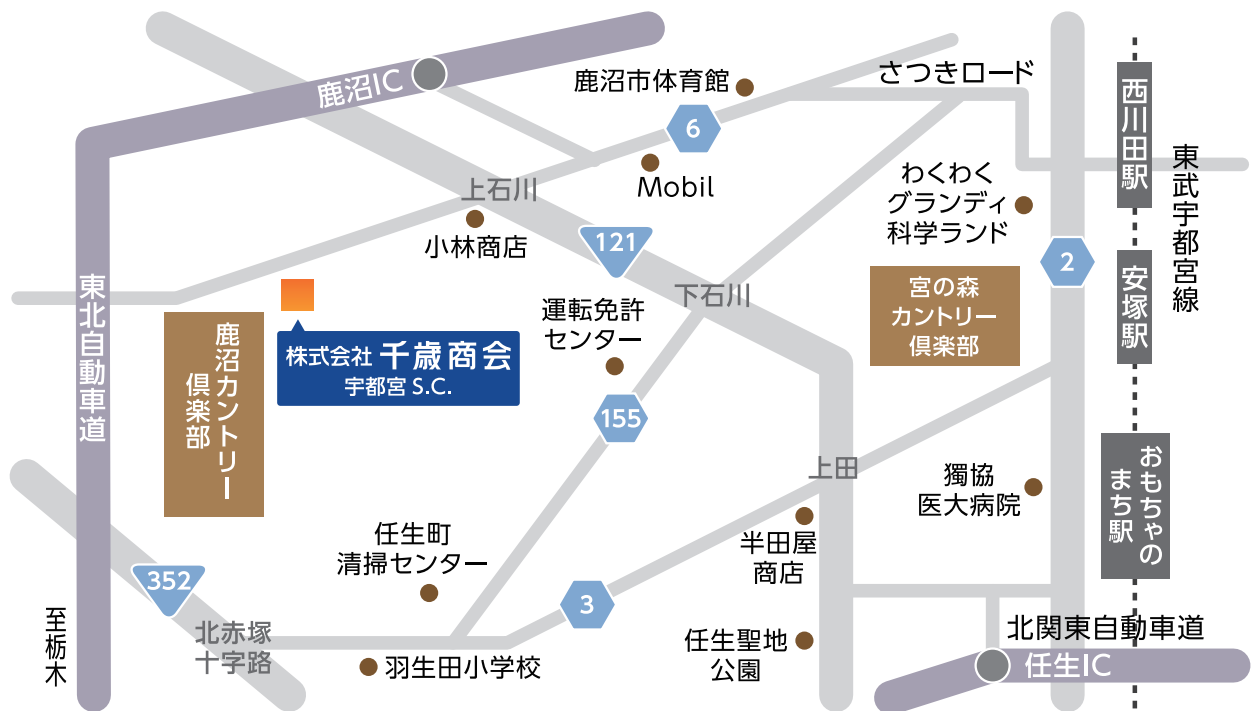 鹿沼IC
鹿沼市体育館
さつきロード
6
西川田駅
東武宇都宮線
Mobil
わくわく
グランディ
科学ランド
上石川
小林商店
121
2
安塚駅
東北自動車道
下石川
宮の森
カントリー
倶楽部
運転免許
センター
鹿沼カントリー
倶楽部
株式会社 千歳商会
宇都宮 S.C.
155
上田
獨協
医大病院
おもちゃの
まち駅
半田屋
商店
任生町
清掃センター
352
3
至栃木
北赤塚
十字路
羽生田小学校
任生聖地
公園
北関東自動車道
任生IC